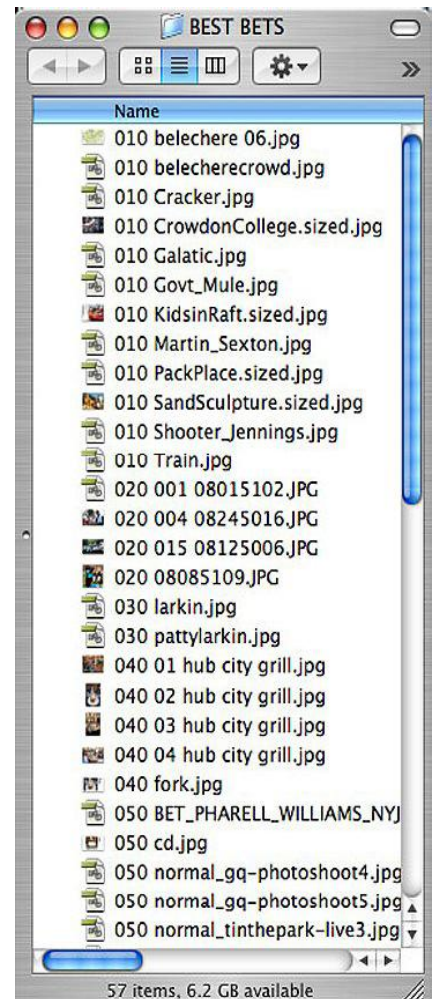 BEST BETS
Name
010 belechere 06.jpg
010 belecherecrowd.jpg
010 Cracker.jpg
010 CrowdonCollege.sized.jpg
010 Galatic.jpg
010 Govt_Mule.jpg
010 KidsinRaft.sized.jpg
010 Martin_Sexton.jpg
010 PackPlace.sized.jpg
010 SandSculpture.sized.jpg
010 Shooter_Jennings.jpg
010 Train.jpg
020 001 08015102.JPG
020 004 08245016.JPG
020 015 08125006.JPG
020 08085109.JPG
030 larkin.jpg
030 pattylarkin.jpg
040 01 hub city grill.jpg
040 02 hub city grill.jpg
040 03 hub city grill.jpg
040 04 hub city grill.jpg
040 fork.jpg
050 BET_PHARELL_WILLIAMS_NYJ
050 cd.jpg
050 normal_gq-photoshoot4.jpg
050 normal_gq-photoshoot5.jpg
050 normal_tinthepark-live3.jpg
57 items, 6.2 GB available